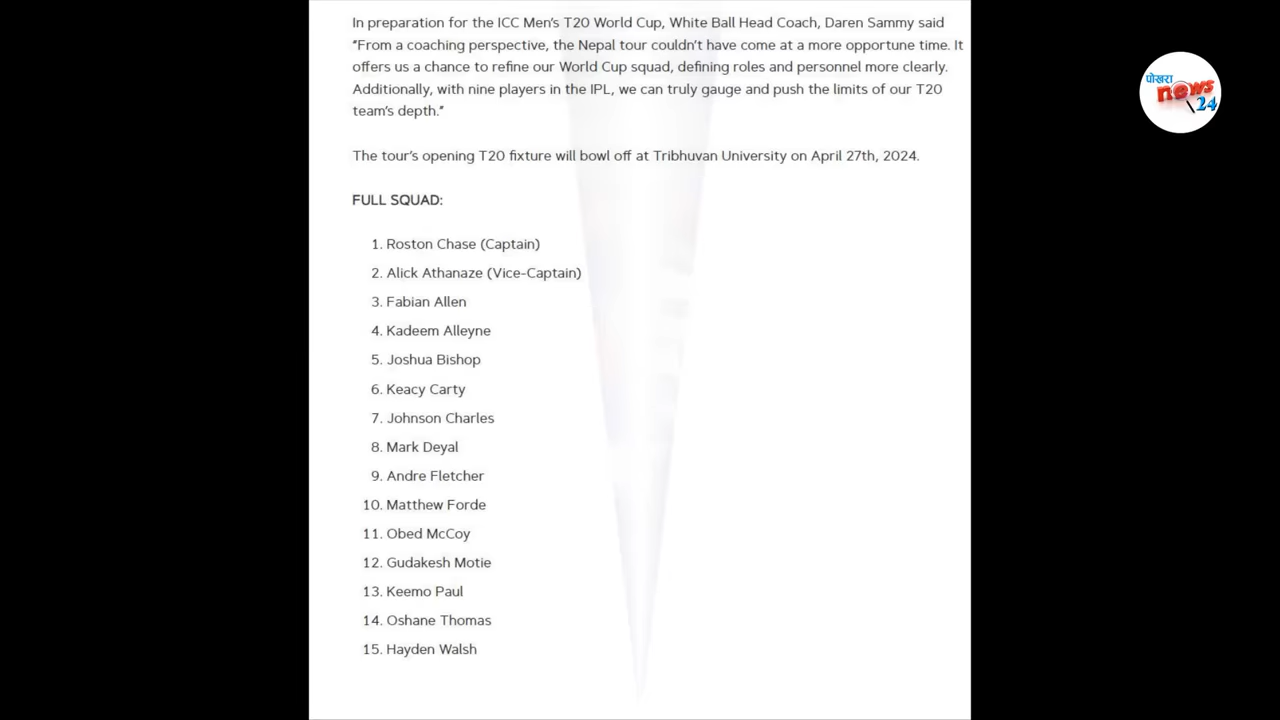 In preparation for the ICC Men's T20 World Cup, White Ball Head Coach, Daren Sammy said
"From a coaching perspective, the Nepal tour couldn't have come at a more opportune time. It
offers us a chance to refine our World Cup squad, defining roles and personnel more clearly.
Additionally, with nine players in the IPL, we can truly gauge and push the limits of our T20
team's depth."
The tour's opening T20 fixture will bowl off at Tribhuvan University on April 27th, 2024.
FULL SQUAD:
1. Roston Chase (Captain)
2. Alick Athanaze (Vice-Captain)
3. Fabian Allen
4. Kadeem Alleyne
5. Joshua Bishop
6. Keacy Carty
7. Johnson Charles
8. Mark Deyal
9. Andre Fletcher
10. Matthew Forde
11. Obed McCoy
12. Gudakesh Motie
13. Keemo Paul
14. Oshane Thomas
15. Hayden Walsh
पोखरा
news
24